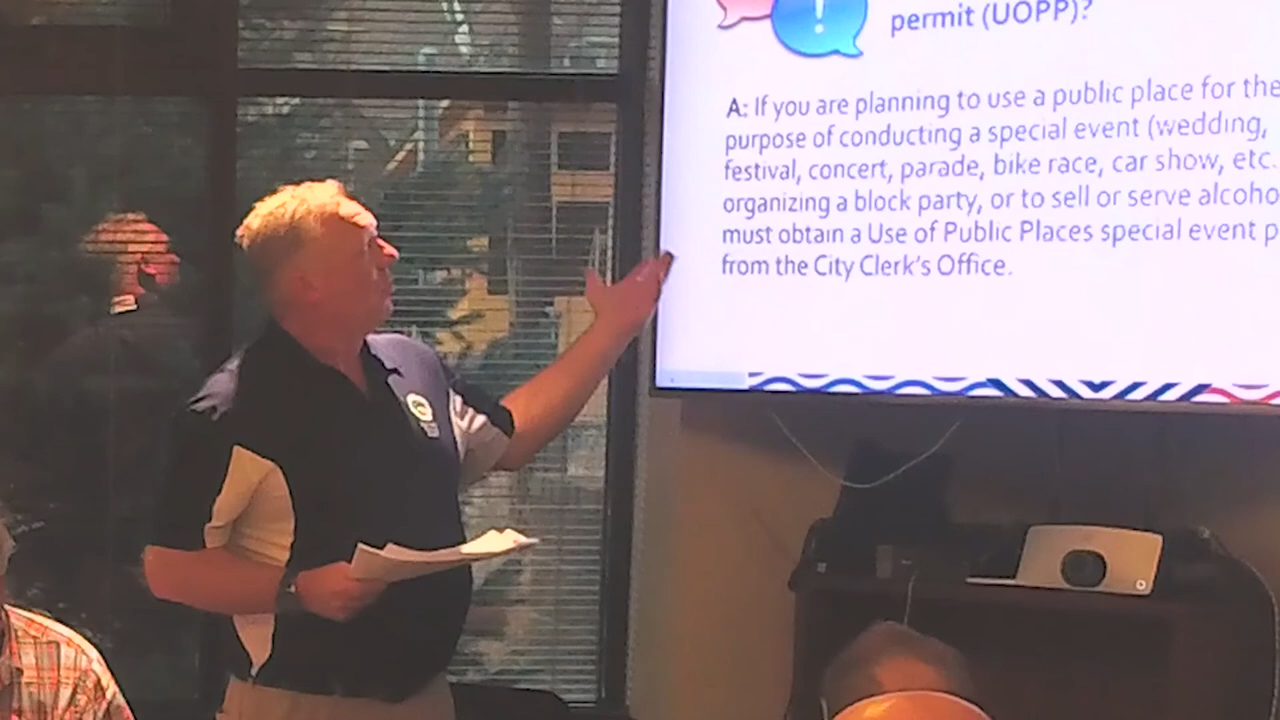 permit (UOPP)?
A: If you are planning to use a public place for the
purpose of conducting a special event (wedding,
festival, concert, parade, bike race, car show, etc.
organizing a block party, or to sell or serve alcoho
must obtain a Use of Public Places special event p
from the City Clerk's Office.